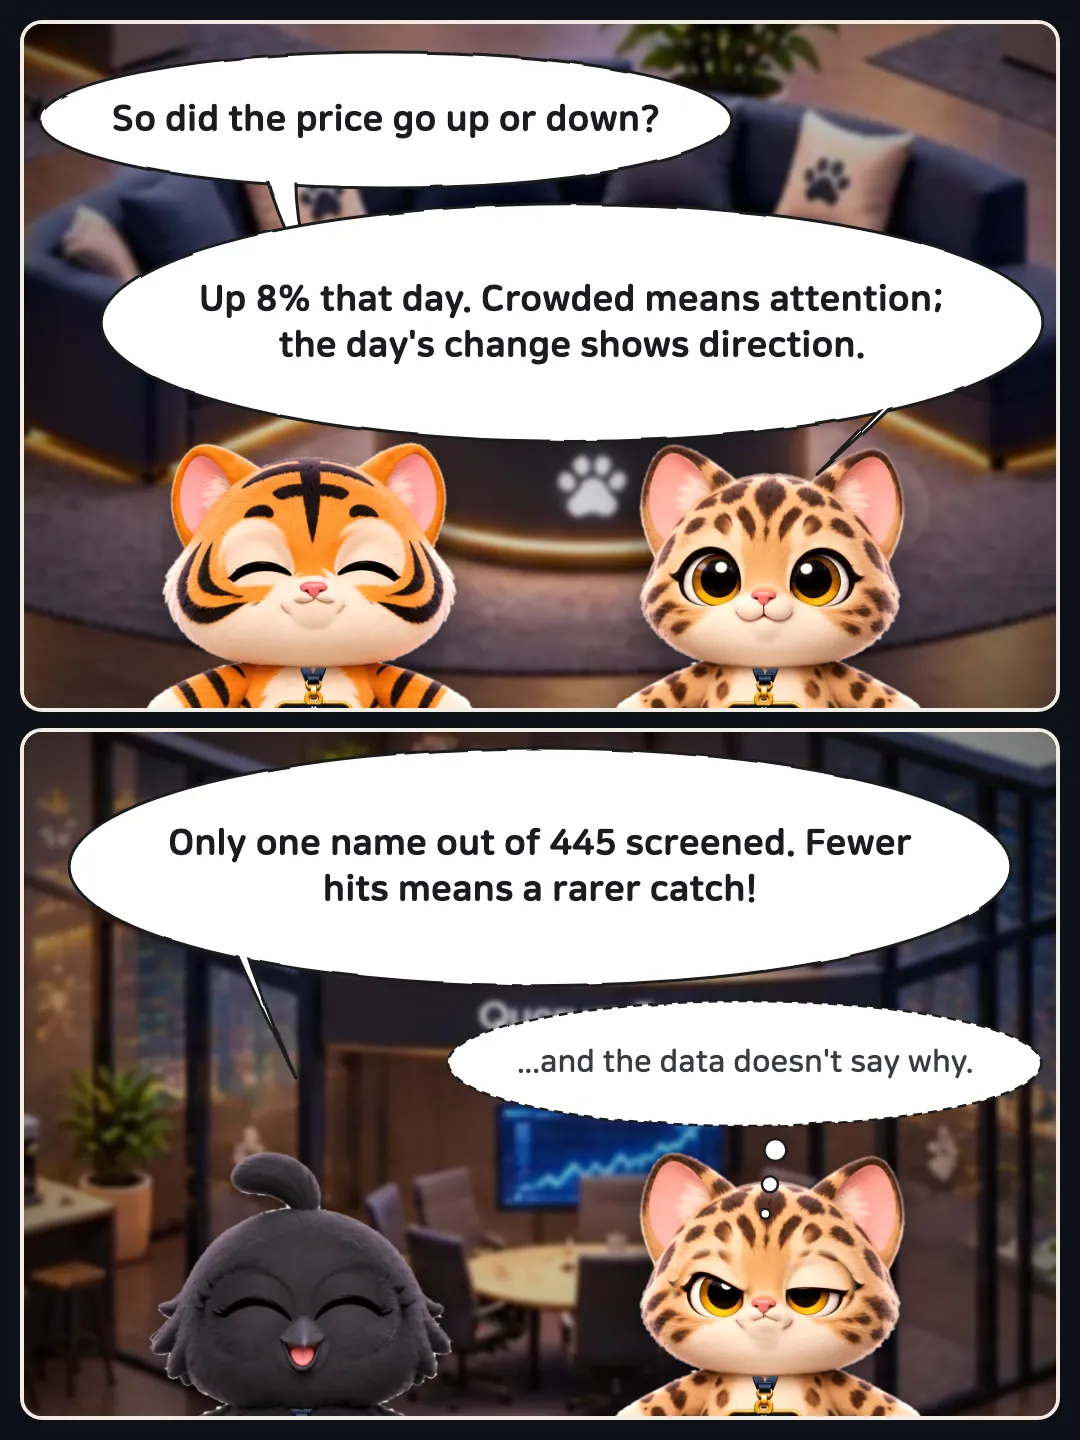 So did the price go up or down?
Up 8% that day. Crowded means attention;
the day's change shows direction.
Only one name out of 445 screened. Fewer
hits means a rarer catch!
...and the data doesn't say why.